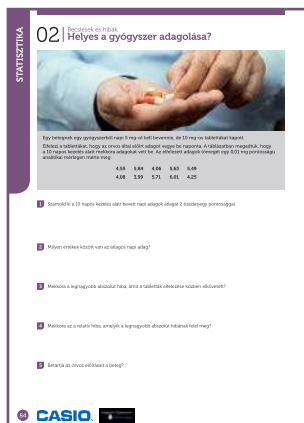 STATISZTIKA
02
Becslések és hibák
Helyes a gyógyszer adagolása?
Egy betegnek egy gyógyszerből napi 5 mg-ot kell bevennie, de 10 mg-os tablettákat kapott.
Elfelezi a tablettákat, hogy az orvos által előírt adagot vegye be naponta. A táblázatban megadtuk, hogy
a 10 napos kezelés alatt mekkora adagokat vett be. Az elfelezett adagok tömegét egy 0,01 mg pontosságú
analitikai mérlegen mérte meg.
4,55 5,84 4,06 5,63 5,49
4,08 3,99 5,71 6,01 4,25
1 Számold ki a 10 napos kezelés alatt bevett napi adagok átlagát 2 tizedesjegy pontossággal.
2 Milyen értékek között van az átlagos napi adag?
3 Mekkora a legnagyobb abszolút hiba, amit a tabletták elfelezése közben elkövetett?
4 Mekkora az a relatív hiba, amelyik a legnagyobb abszolút hibának felel meg?
5 Betartja az orvos előírásait a beteg?
84
CASIO